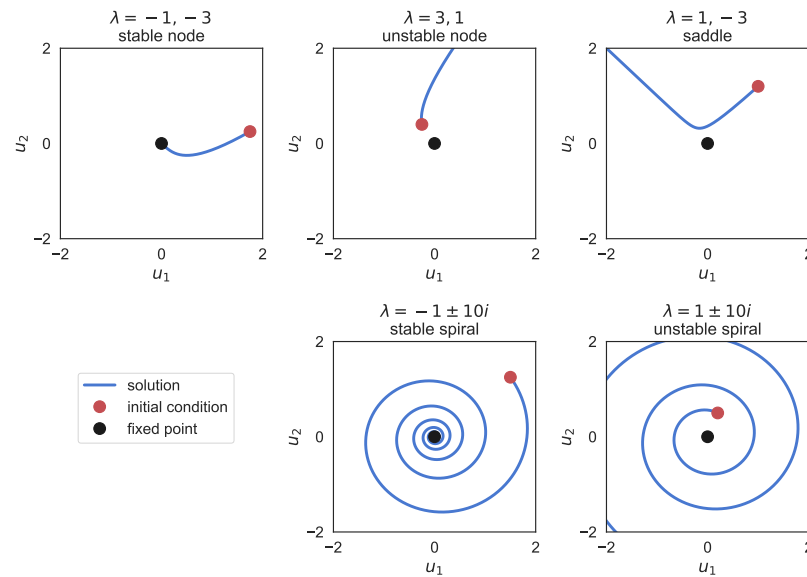 λ = −1, −3
stable node
2
0
−2
u₂
−2
0
2
u₁
λ = 3, 1
unstable node
2
0
−2
u₂
−2
0
2
u₁
λ = 1, −3
saddle
2
0
−2
u₂
−2
0
2
u₁
solution
initial condition
fixed point
λ = −1 ± 10i
stable spiral
2
0
−2
u₂
−2
0
2
u₁
λ = 1 ± 10i
unstable spiral
2
0
−2
u₂
−2
0
2
u₁